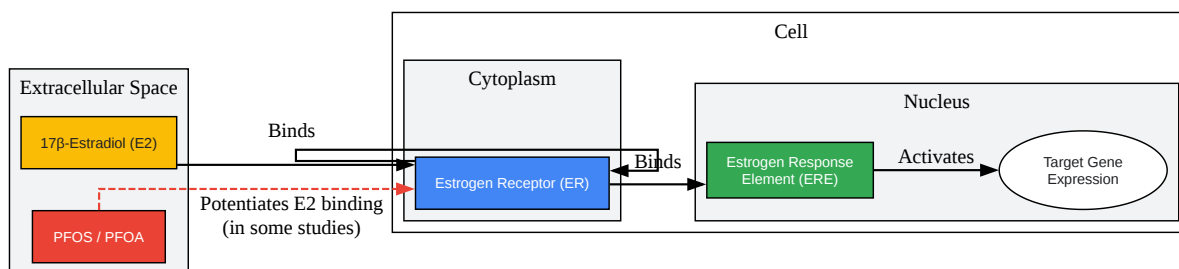 Cell
Cytoplasm
Extracellular Space
Nucleus
17β-Estradiol (E2)
Binds
Binds
Estrogen Receptor (ER)
Estrogen Response
Element (ERE)
Activates
Target Gene
Expression
Potentiates E2 binding
(in some studies)
PFOS / PFOA